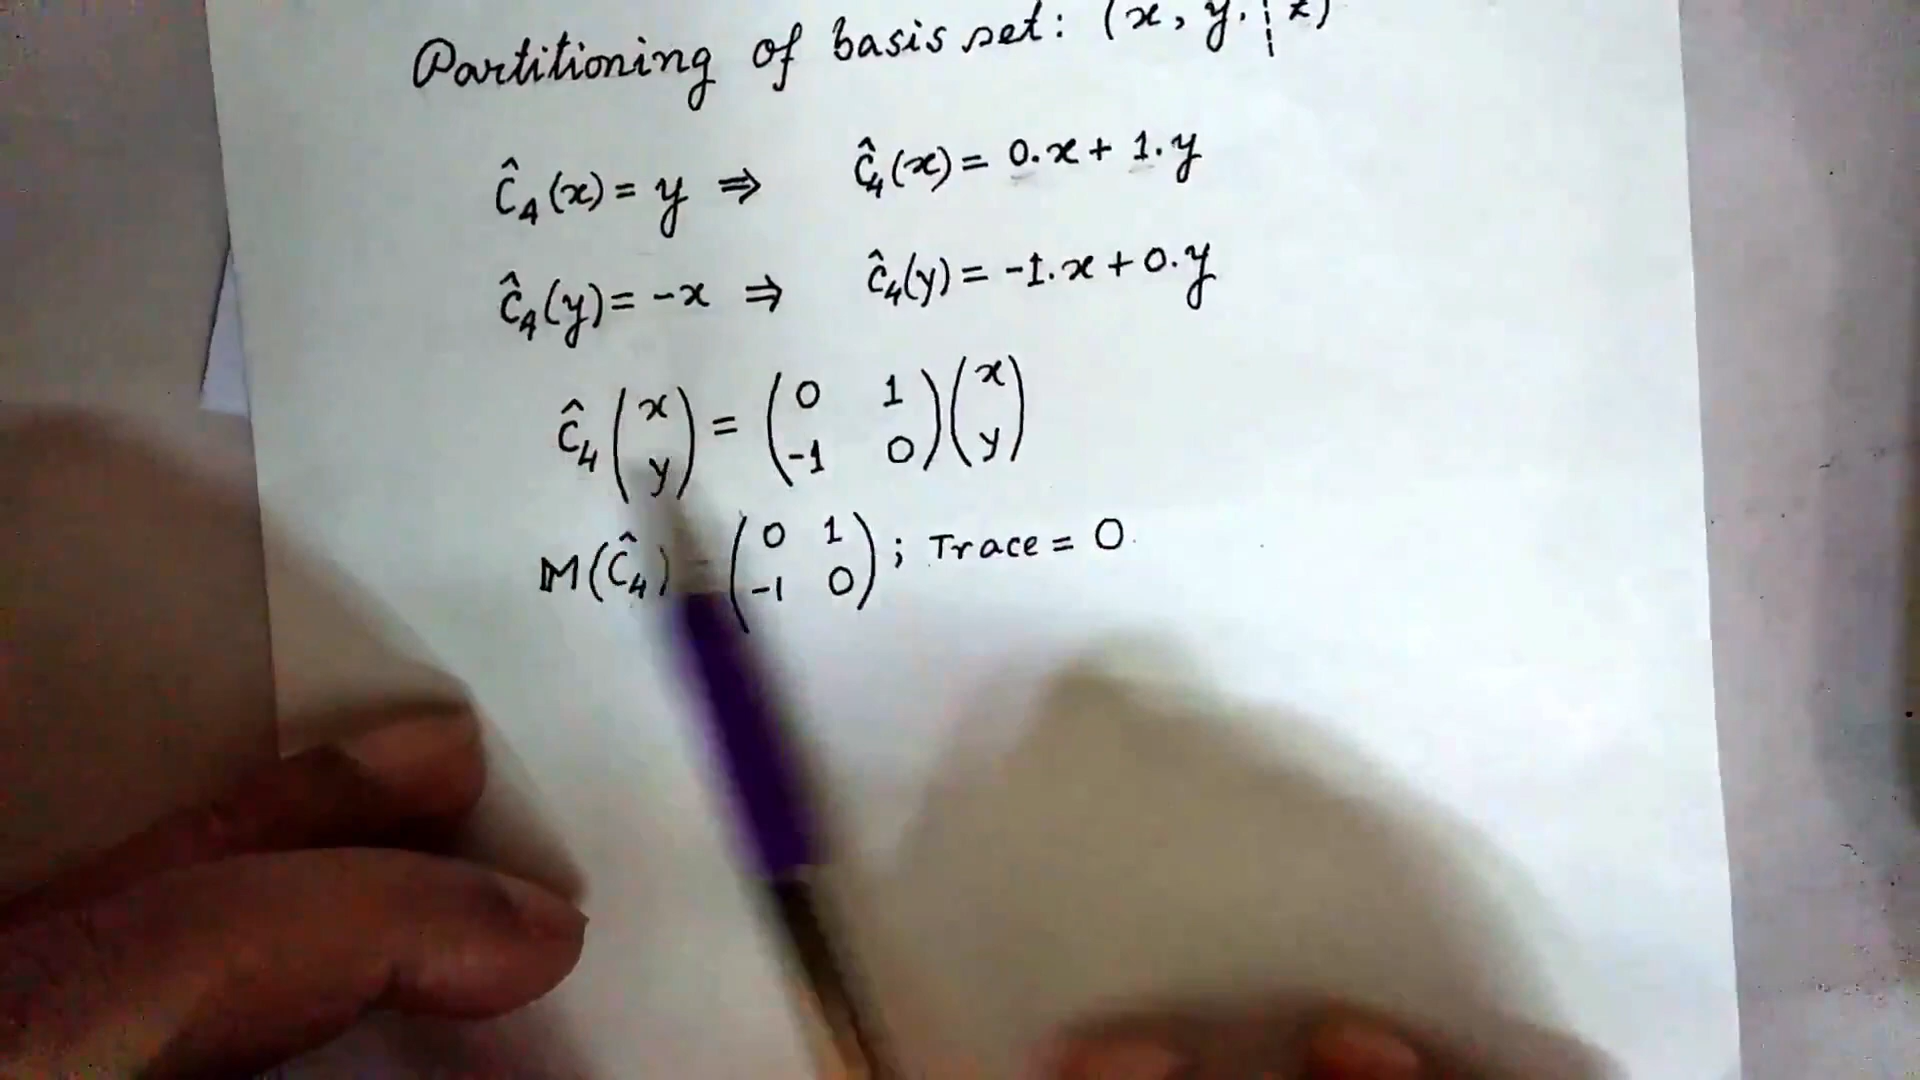 Partitioning of basis set: (x, y, ¦ z)
Ĉ₄(x) = y ⇒ Ĉ₄(x) = 0.x + 1.y
Ĉ₄(y) = -x ⇒ Ĉ₄(y) = -1.x + 0.y
Ĉ₄ (x y) = (0 1 -1 0)(x y)
M(Ĉ₄) = (0 1 -1 0); Trace = 0